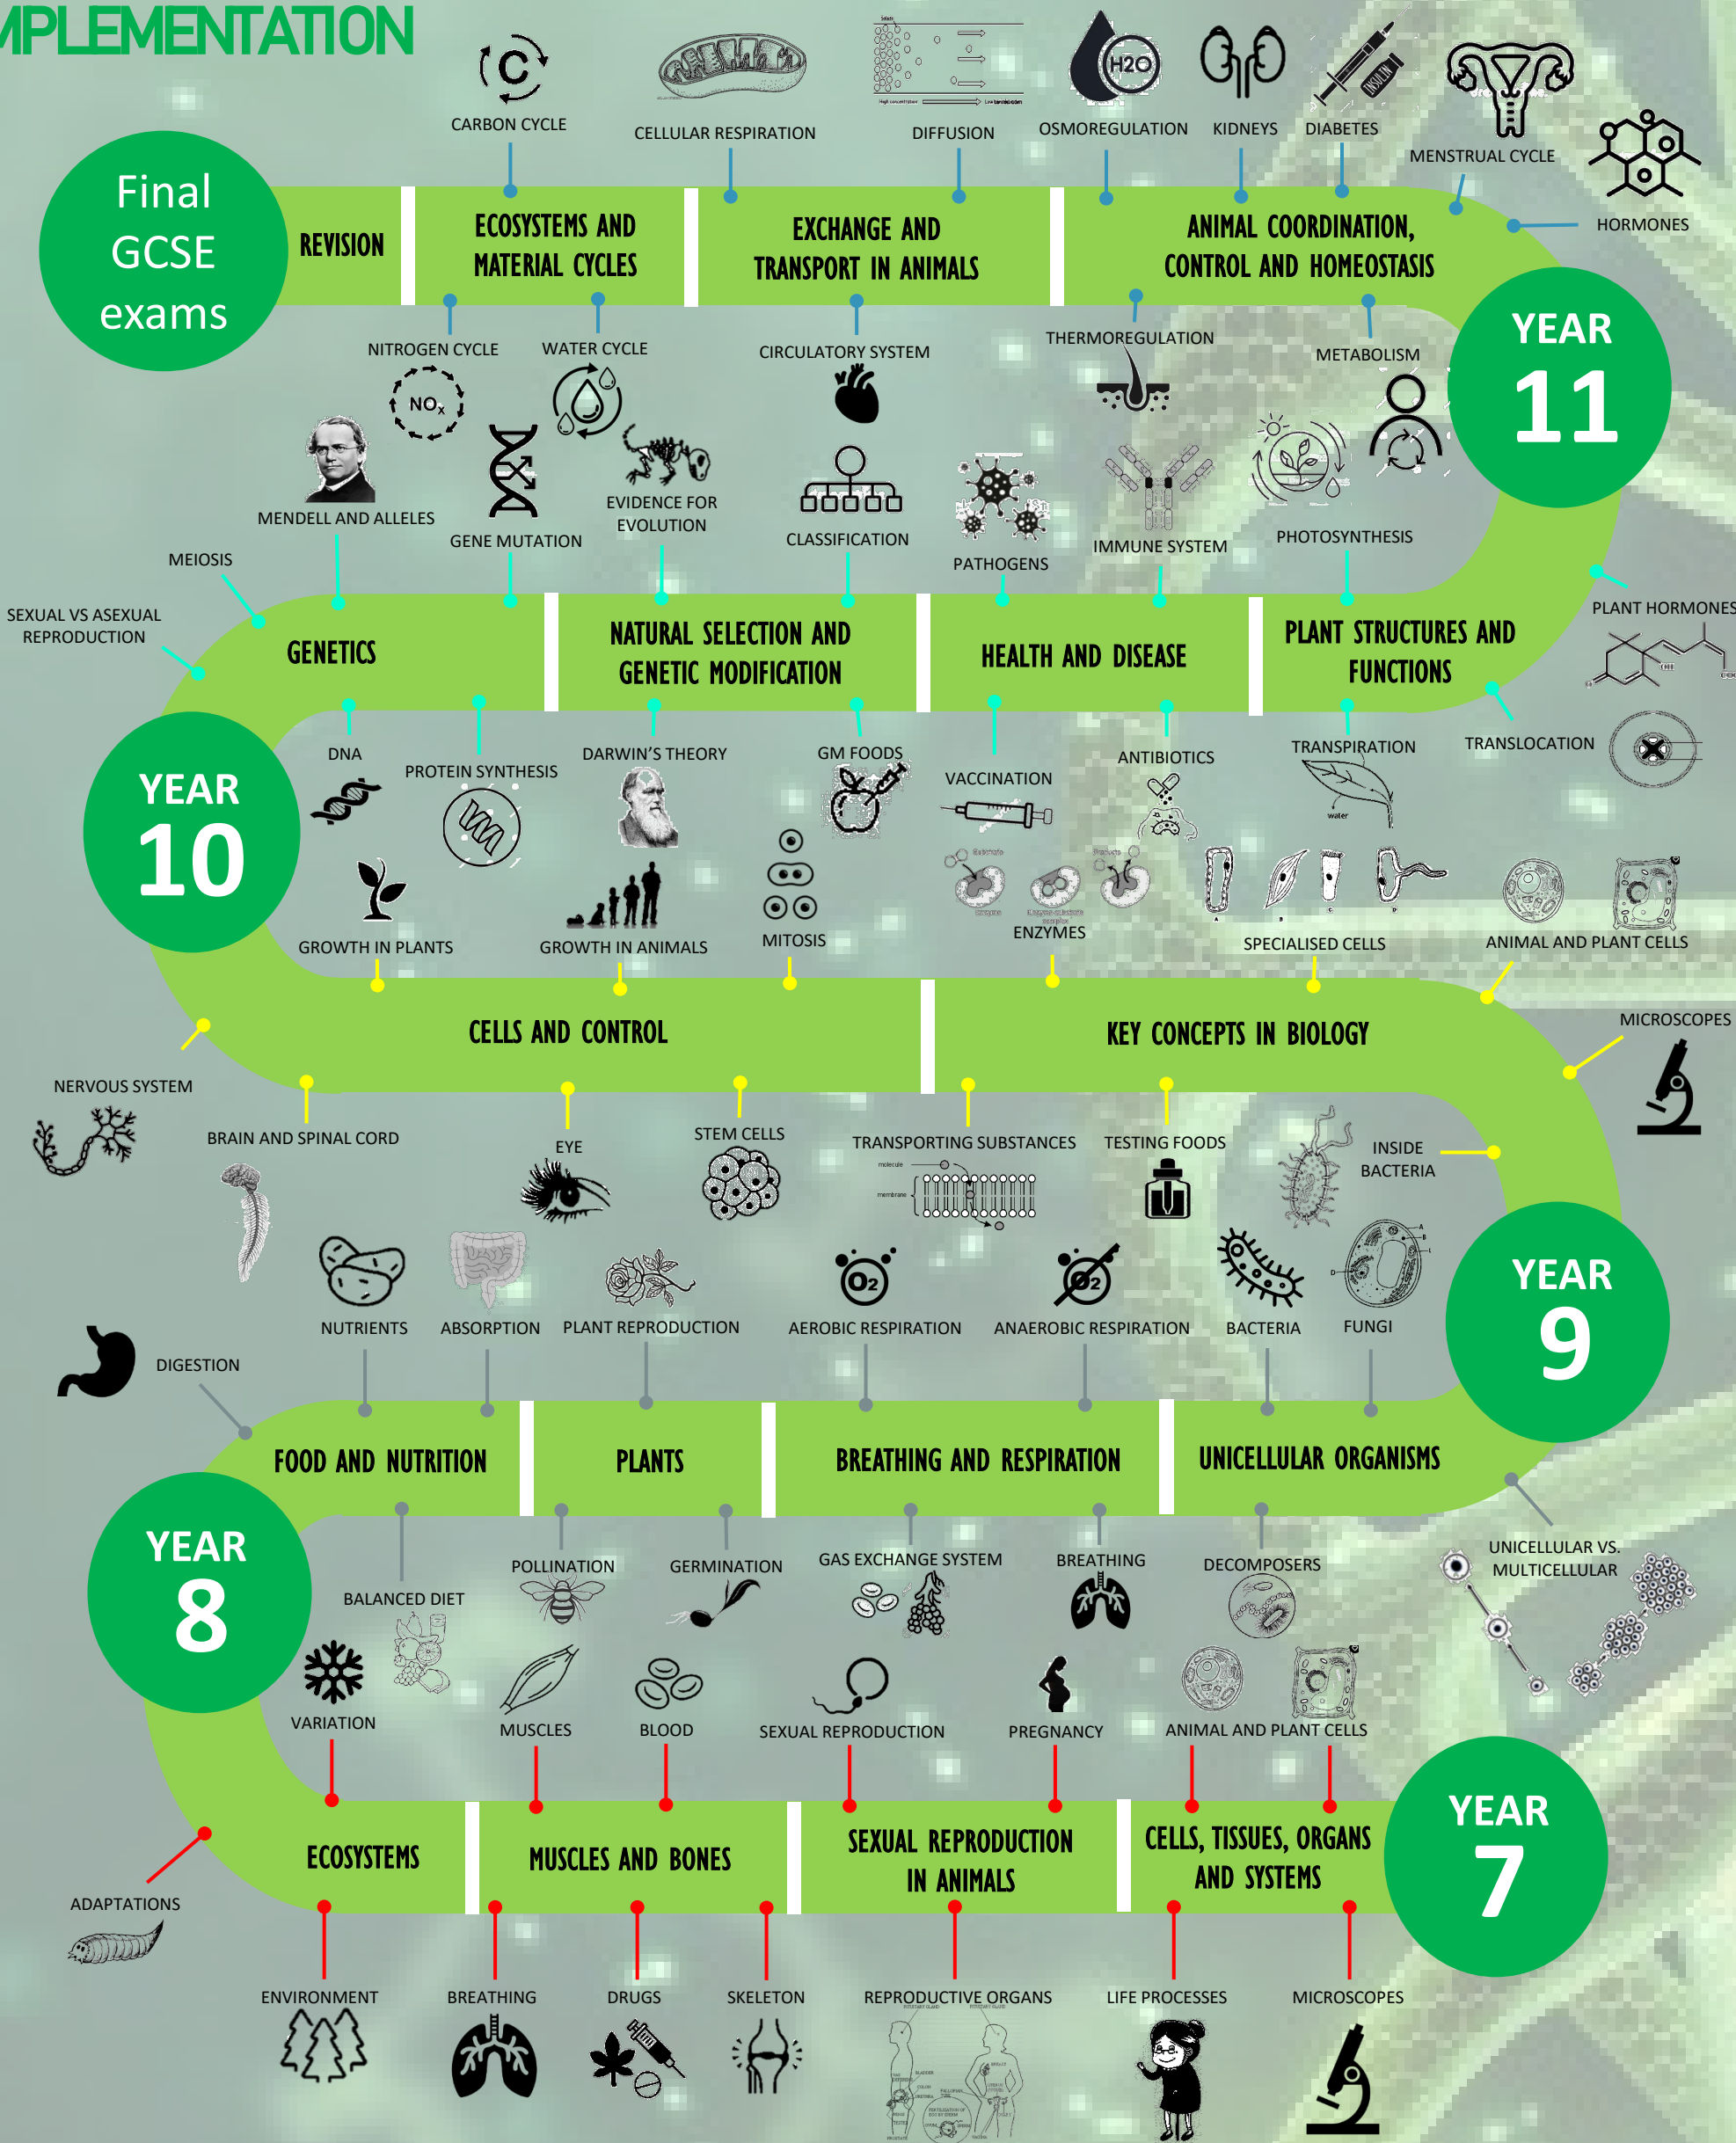 MPLEMENTATION
CARBON CYCLE
CELLULAR RESPIRATION
DIFFUSION
OSMOREGULATION
KIDNEYS
DIABETES
MENSTRUAL CYCLE
HORMONES
C
H2O
INSULIN
Final
GCSE
exams
REVISION
ECOSYSTEMS AND
MATERIAL CYCLES
EXCHANGE AND
TRANSPORT IN ANIMALS
ANIMAL COORDINATION,
CONTROL AND HOMEOSTASIS
YEAR
11
NITROGEN CYCLE
NOx
WATER CYCLE
CIRCULATORY SYSTEM
THERMOREGULATION
METABOLISM
MENDELL AND ALLELES
GENE MUTATION
EVIDENCE FOR
EVOLUTION
CLASSIFICATION
PATHOGENS
IMMUNE SYSTEM
PHOTOSYNTHESIS
MEIOSIS
SEXUAL VS ASEXUAL
REPRODUCTION
PLANT HORMONES
GENETICS
NATURAL SELECTION AND
GENETIC MODIFICATION
HEALTH AND DISEASE
PLANT STRUCTURES AND
FUNCTIONS
YEAR
10
DNA
PROTEIN SYNTHESIS
DARWIN'S THEORY
GM FOODS
VACCINATION
ANTIBIOTICS
TRANSPIRATION
water
TRANSLOCATION
GROWTH IN PLANTS
GROWTH IN ANIMALS
MITOSIS
ENZYMES
SPECIALISED CELLS
ANIMAL AND PLANT CELLS
CELLS AND CONTROL
KEY CONCEPTS IN BIOLOGY
MICROSCOPES
NERVOUS SYSTEM
BRAIN AND SPINAL CORD
EYE
STEM CELLS
TRANSPORTING SUBSTANCES
molecule
membrane
TESTING FOODS
INSIDE
BACTERIA
YEAR
9
DIGESTION
NUTRIENTS
ABSORPTION
PLANT REPRODUCTION
O2
AEROBIC RESPIRATION
O2
ANAEROBIC RESPIRATION
BACTERIA
FUNGI
FOOD AND NUTRITION
PLANTS
BREATHING AND RESPIRATION
UNICELLULAR ORGANISMS
YEAR
8
BALANCED DIET
POLLINATION
GERMINATION
GAS EXCHANGE SYSTEM
BREATHING
DECOMPOSERS
UNICELLULAR VS.
MULTICELLULAR
VARIATION
MUSCLES
BLOOD
SEXUAL REPRODUCTION
PREGNANCY
ANIMAL AND PLANT CELLS
ECOSYSTEMS
MUSCLES AND BONES
SEXUAL REPRODUCTION
IN ANIMALS
CELLS, TISSUES, ORGANS
AND SYSTEMS
YEAR
7
ADAPTATIONS
ENVIRONMENT
BREATHING
DRUGS
SKELETON
REPRODUCTIVE ORGANS
LIFE PROCESSES
MICROSCOPES